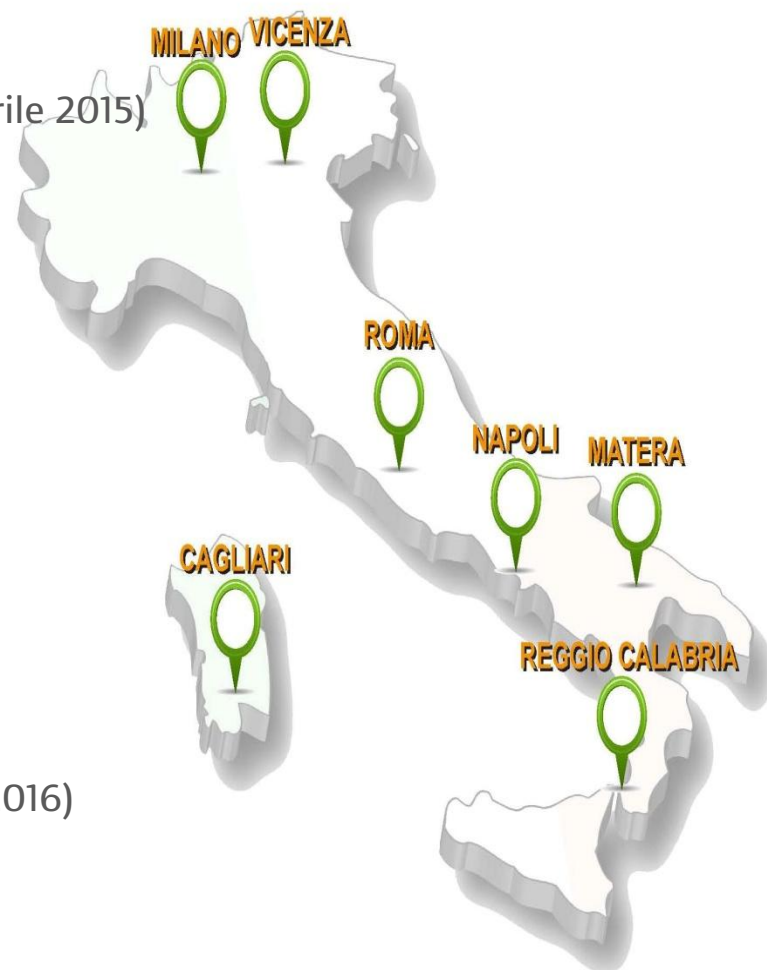 MILANO VICENZA
rile 2015)
ROMA
NAPOLI MATERA
CAGLIARI
REGGIO CALABRIA
016)